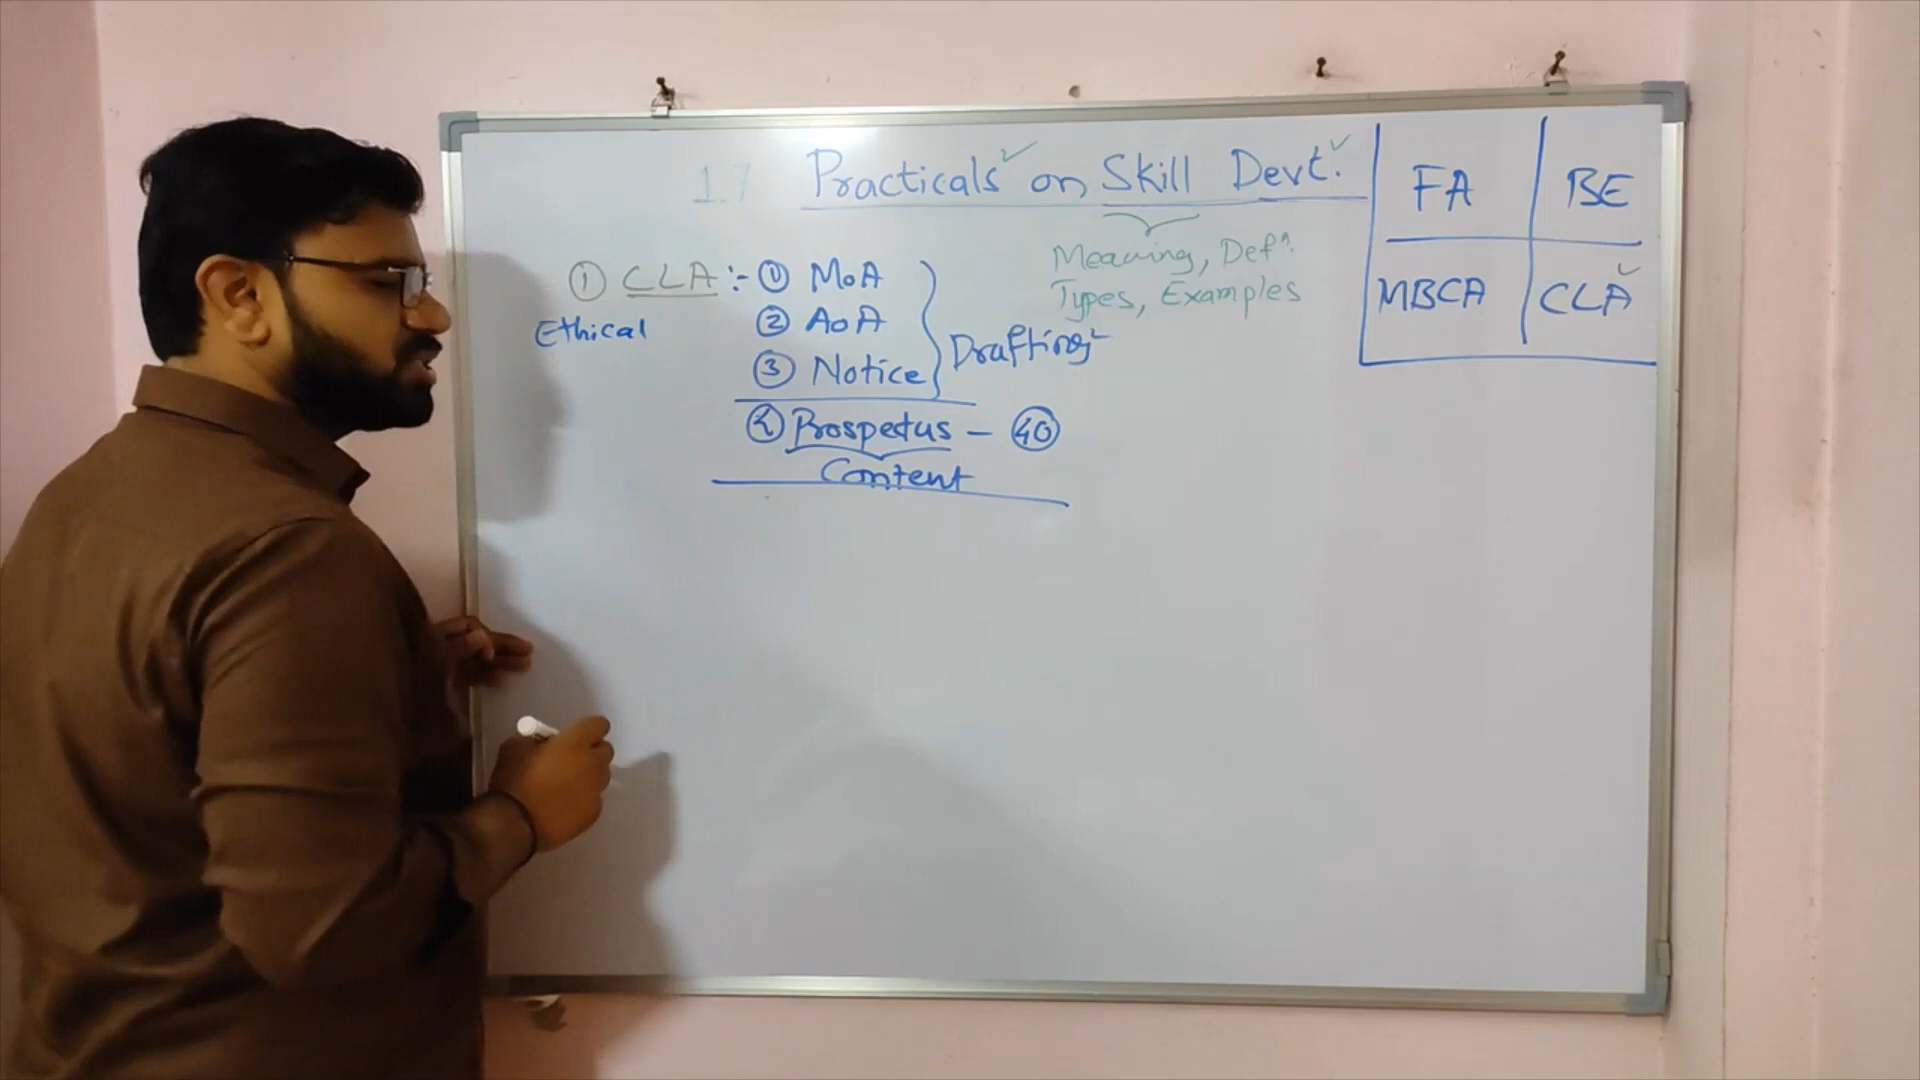 1.7 Practicals on Skill Devt.
Meaning, Defn.
Types, Examples
FA BE
MBCA CLA
① CLA :- ① MoA
Ethical
② AoA
③ Notice
Drafting
④ Prospectus - 40
Content